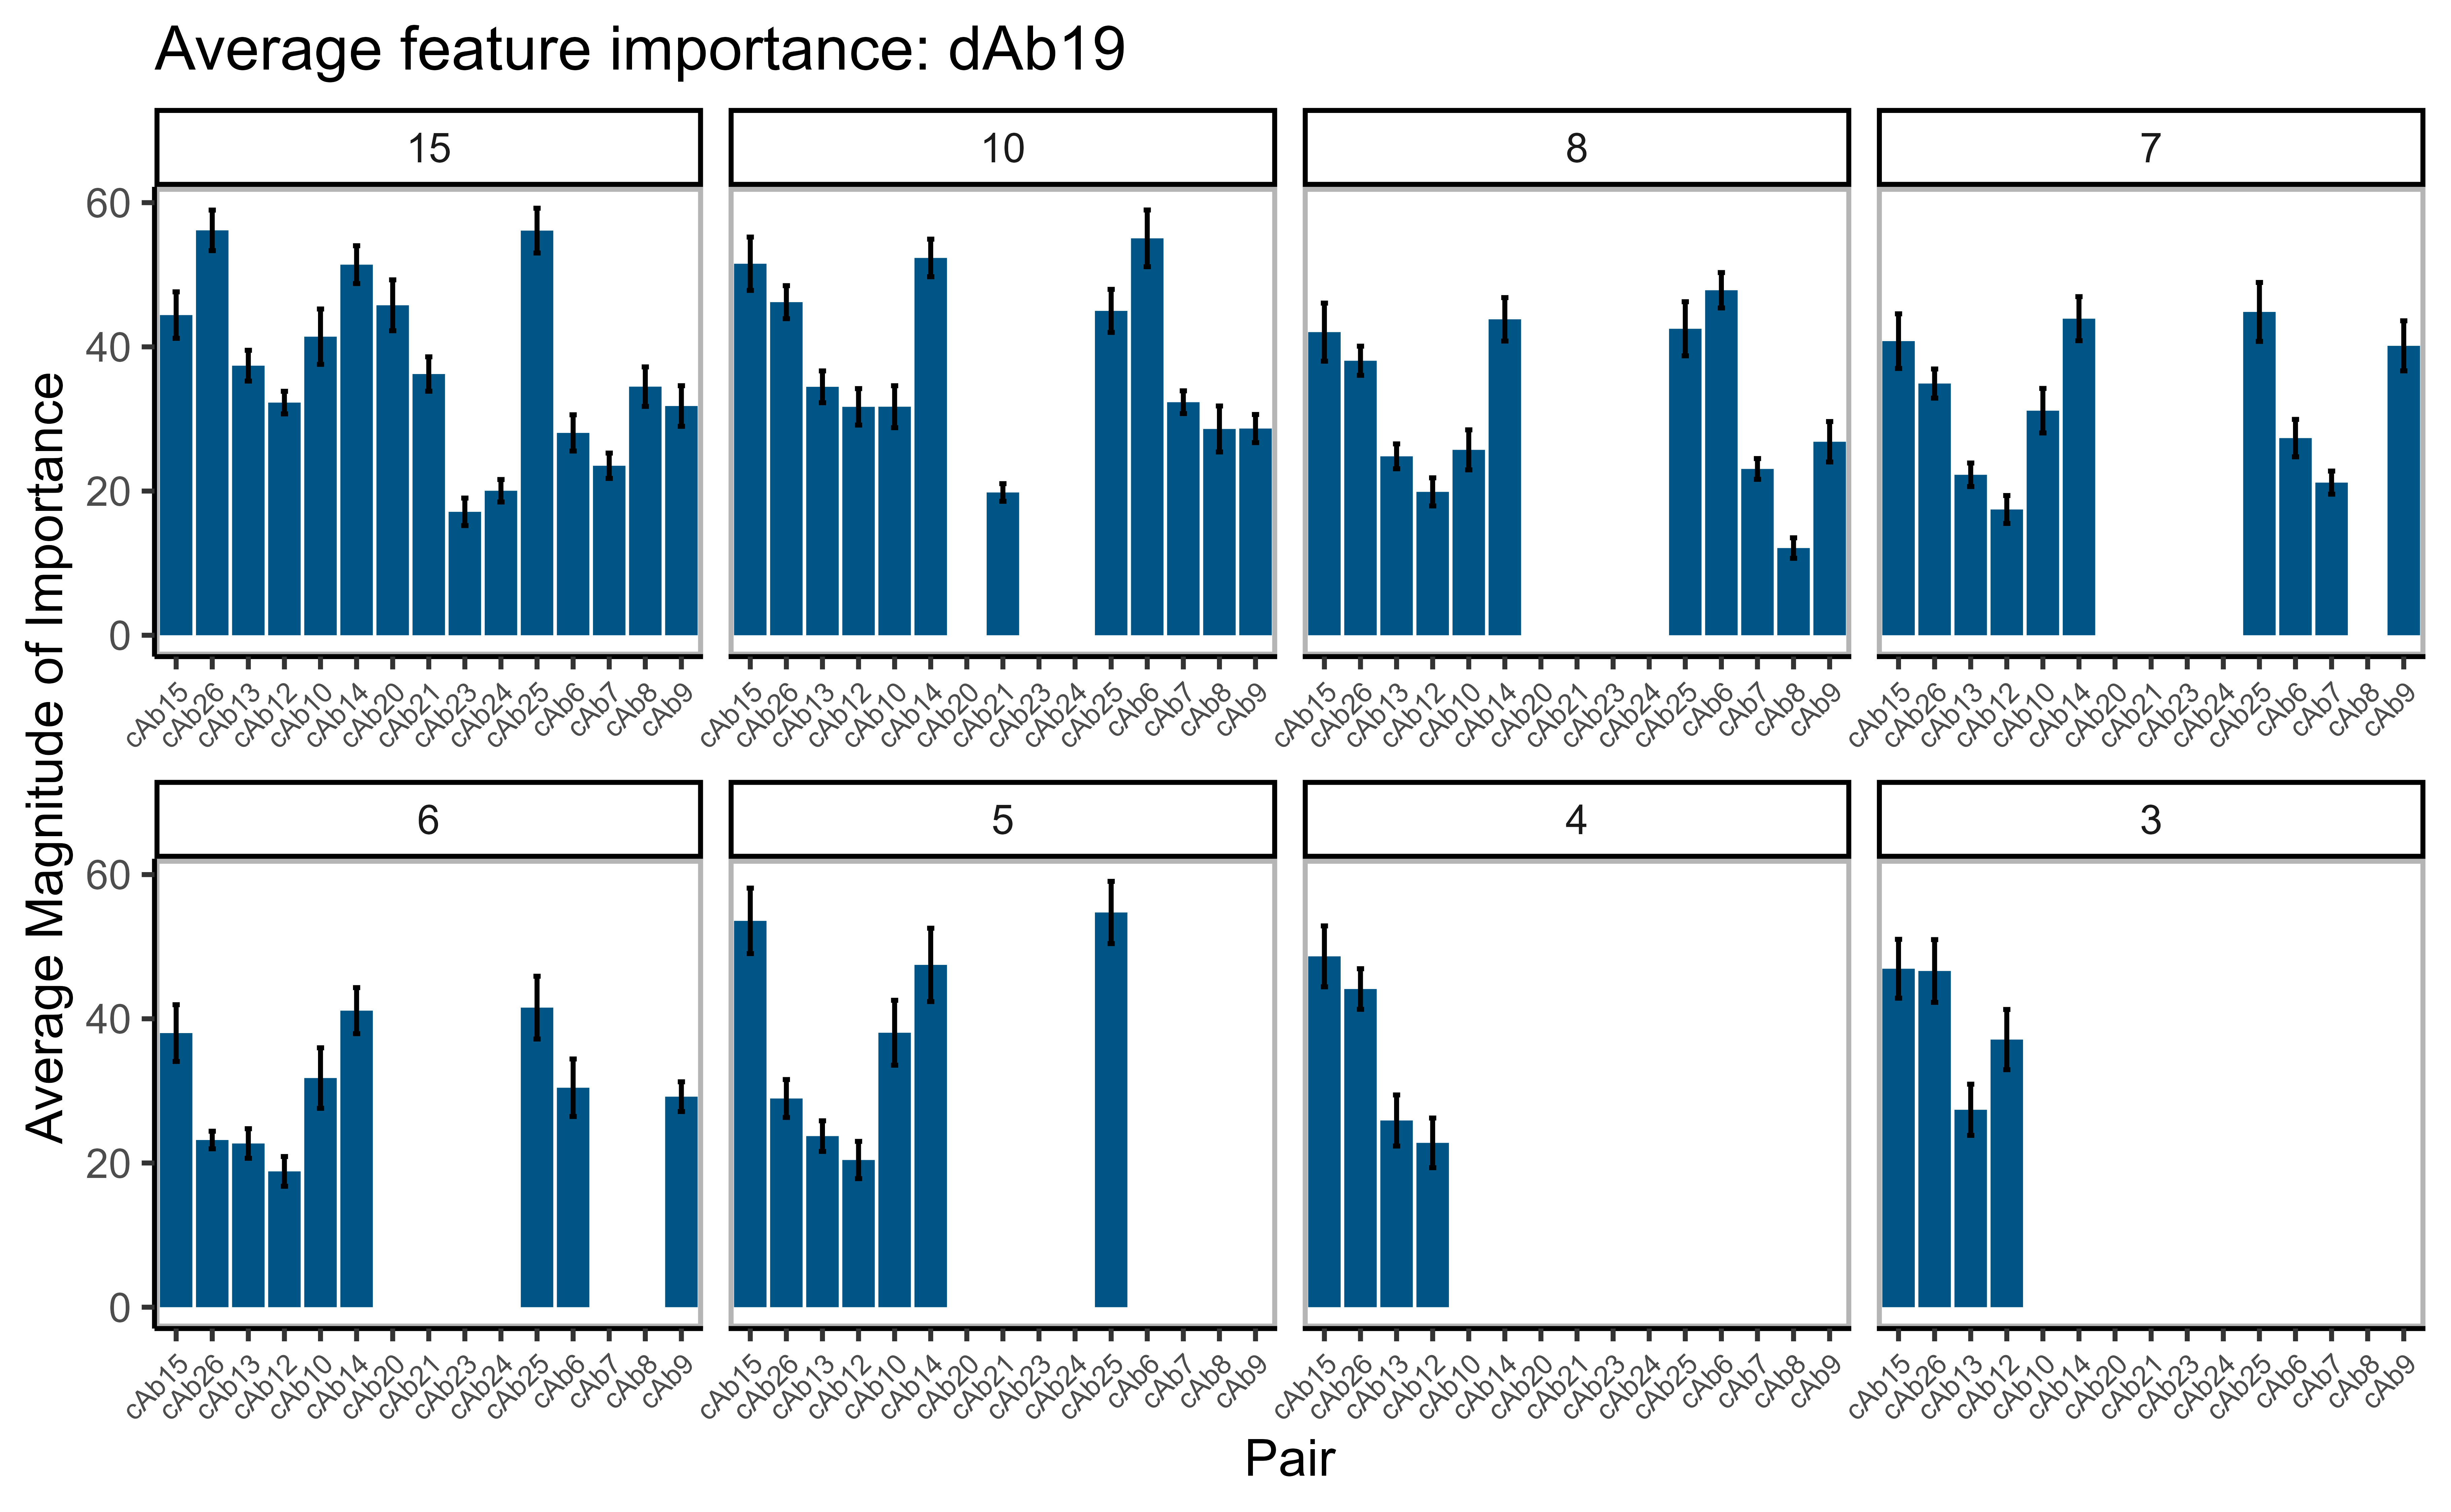 Average feature importance: dAb19
15 10 8 7
60
40
20
0
cAb15 cAb26 cAb13 cAb12 cAb10 cAb14 cAb20 cAb21 cAb23 cAb24 cAb25 cAb6 cAb7 cAb8 cAb9
cAb15 cAb26 cAb13 cAb12 cAb10 cAb14 cAb20 cAb21 cAb23 cAb24 cAb25 cAb6 cAb7 cAb8 cAb9
cAb15 cAb26 cAb13 cAb12 cAb10 cAb14 cAb20 cAb21 cAb23 cAb24 cAb25 cAb6 cAb7 cAb8 cAb9
cAb15 cAb26 cAb13 cAb12 cAb10 cAb14 cAb20 cAb21 cAb23 cAb24 cAb25 cAb6 cAb7 cAb8 cAb9
Average Magnitude of Importance
6 5 4 3
60
40
20
0
cAb15 cAb26 cAb13 cAb12 cAb10 cAb14 cAb20 cAb21 cAb23 cAb24 cAb25 cAb6 cAb7 cAb8 cAb9
cAb15 cAb26 cAb13 cAb12 cAb10 cAb14 cAb20 cAb21 cAb23 cAb24 cAb25 cAb6 cAb7 cAb8 cAb9
cAb15 cAb26 cAb13 cAb12 cAb10 cAb14 cAb20 cAb21 cAb23 cAb24 cAb25 cAb6 cAb7 cAb8 cAb9
cAb15 cAb26 cAb13 cAb12 cAb10 cAb14 cAb20 cAb21 cAb23 cAb24 cAb25 cAb6 cAb7 cAb8 cAb9
Pair